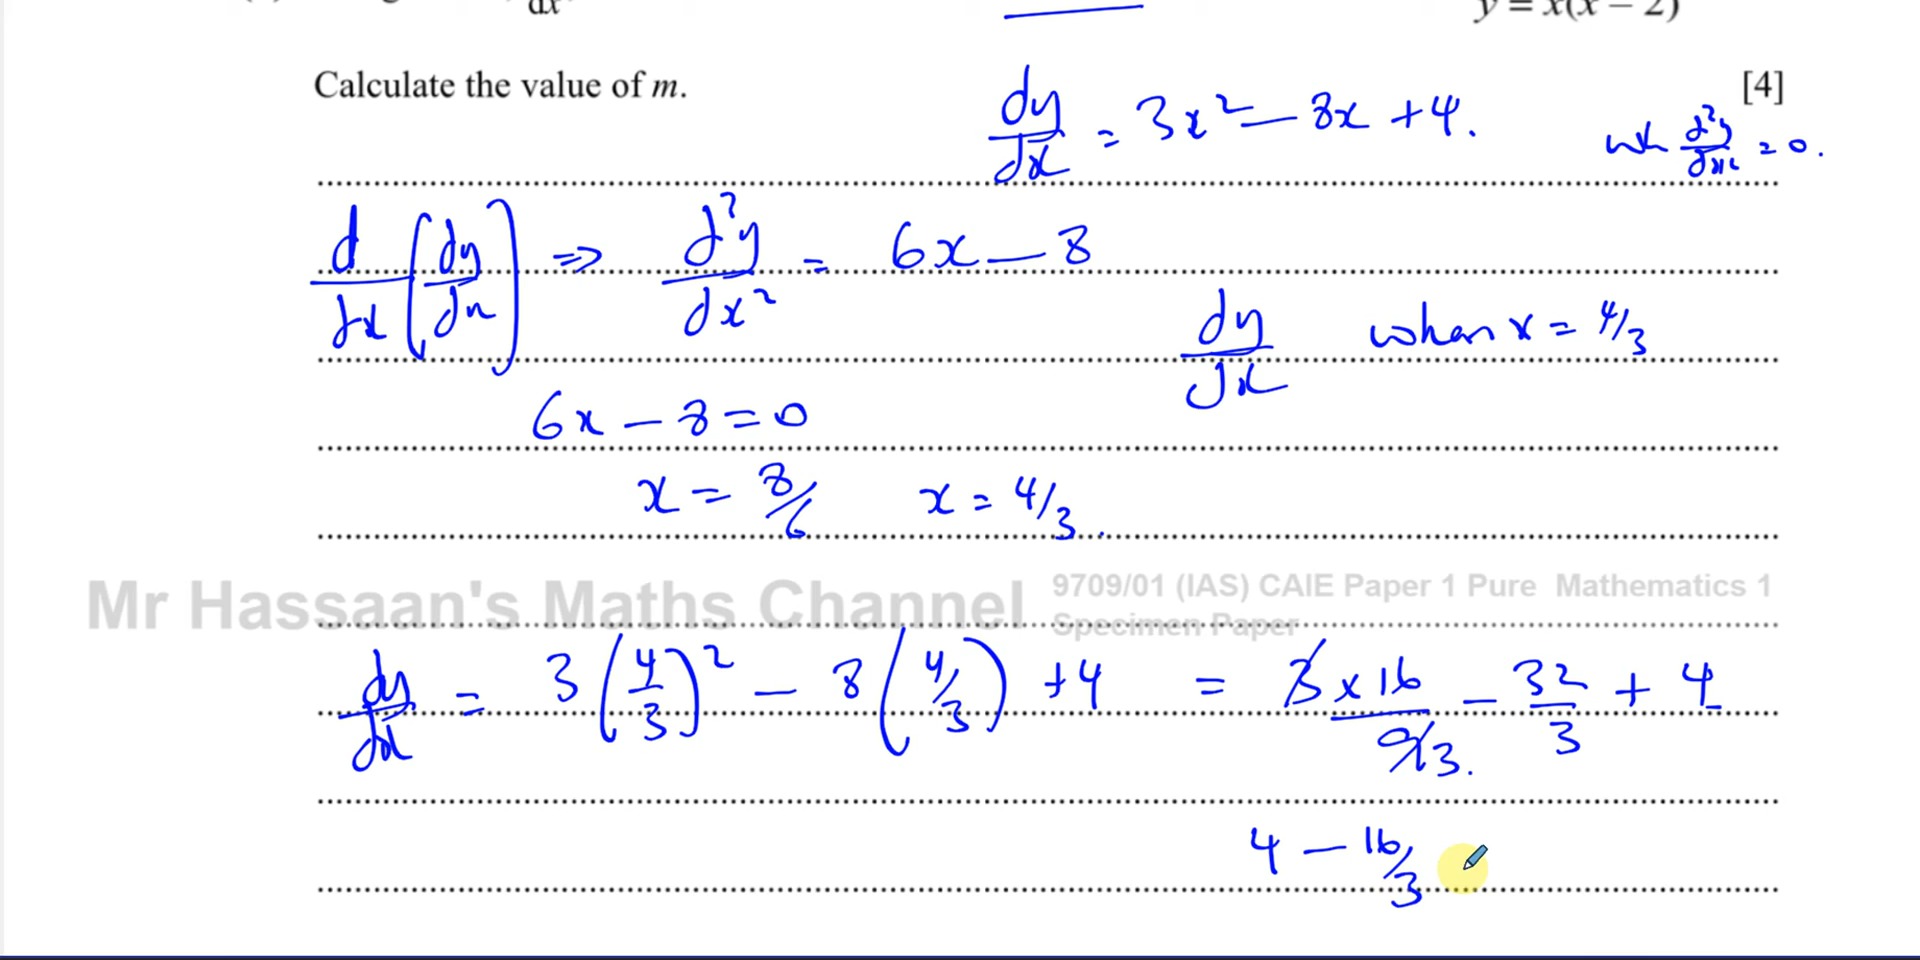 dx
y = x(x − 2)
Calculate the value of m.
[4]
dy/dx = 3x² − 8x + 4.
wh d²y/dx² = 0.
d/dx (dy/dx) ⇒ d²y/dx² = 6x − 8
dy/dx when x = 4/3
6x − 8 = 0
x = 8/6 x = 4/3.
Mr Hassaan's Maths Channel
9709/01 (IAS) CAIE Paper 1 Pure Mathematics 1
Specimen Paper
dy/dx = 3(4/3)² − 8(4/3) + 4 = 3 × 16/9/3. − 32/3 + 4
4 − 16/3